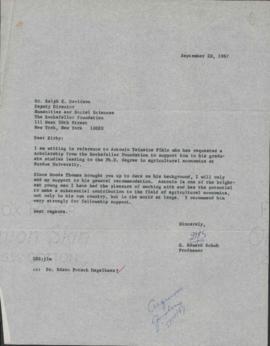 September 22, 1967
Dr. Ralph K. Davidson
Deputy Director
Humanities and Social Sciences
The Rockefeller Foundation
111 West 50th Street
New York, New York 10020
Dear Kirby:
I am writing in reference to Antonio Teixeira Filho who has requested a
scholarship from the Rockefeller Foundation to support him to his grad-
uate studies leading to the Ph.D. degree in agricultural economics at
Purdue University.
Since Woods Thomas brought you up to date on his background, I will only
add my support to his general recommendation. Antonio is one of the bright-
est young men I have had the pleasure of working with and has the potential
to make a substantial contribution to the field of agricultural economics,
not only in his own country, but in the world at large. I recommend him
very strongly for fellowship support.
Best regards.
Sincerely,
G. Edward Schuh
Professor
GES:jlm
cc: Dr. Edson Potsch Magalhaes